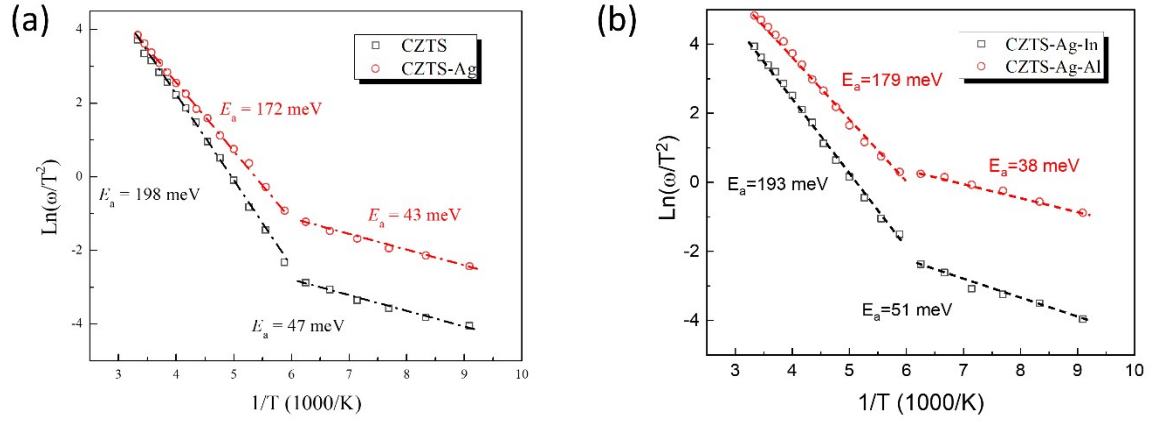 (a)
CZTS
CZTS-Ag
Eₐ = 172 meV
Eₐ = 198 meV
Eₐ = 43 meV
Eₐ = 47 meV
Ln(ω/T²)
4
2
0
-2
-4
3 4 5 6 7 8 9 10
1/T (1000/K)
(b)
CZTS-Ag-In
CZTS-Ag-Al
Eₐ=179 meV
Eₐ=38 meV
Eₐ=193 meV
Eₐ=51 meV
Ln(ω/T²)
4
2
0
-2
-4
3 4 5 6 7 8 9 10
1/T (1000/K)